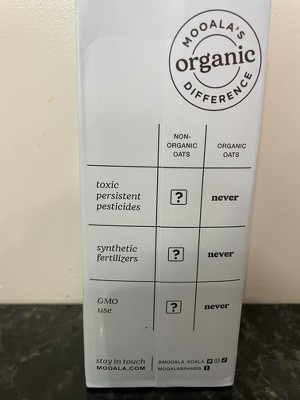 MOOALA'S
organic
DIFFERENCE
NON-
ORGANIC
OATS
ORGANIC
OATS
toxic
persistent
pesticides
?
never
synthetic
fertilizers
?
never
GMO
use
?
never
stay in touch
MOOALA.COM
@MOOALA_KOALA
MOOALABRANDS